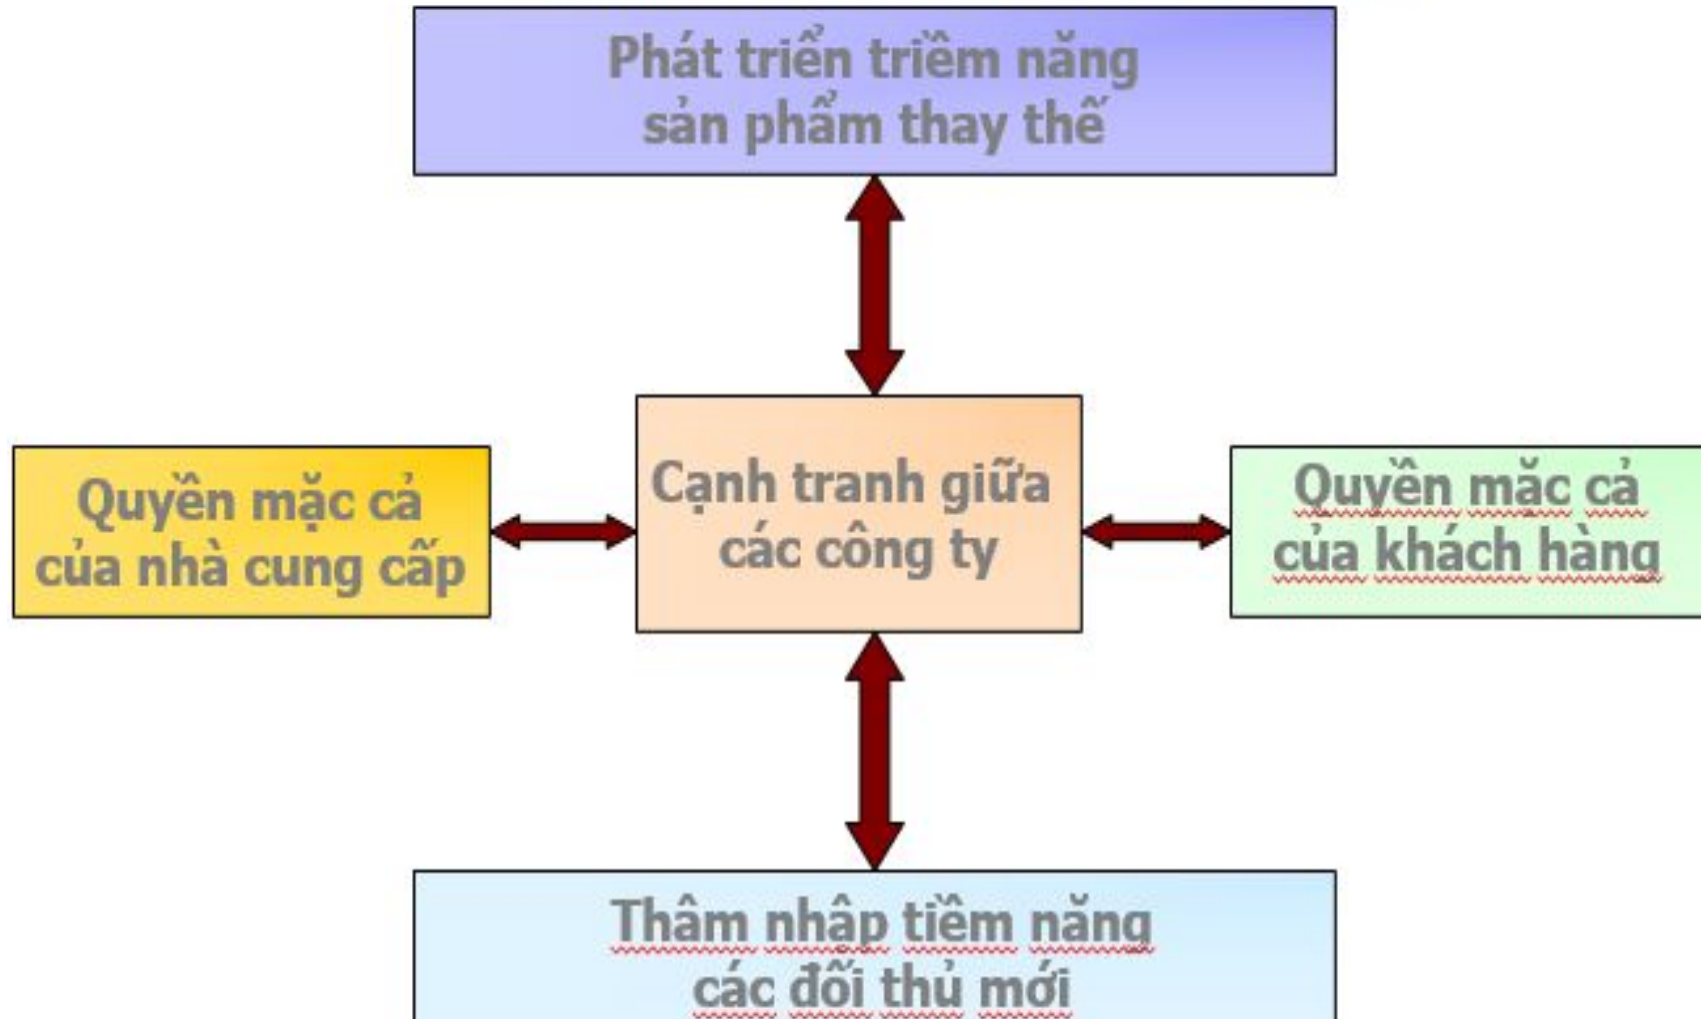 Phát triển triềm năng
sản phẩm thay thế
Quyền mặc cả
của nhà cung cấp
Cạnh tranh giữa
các công ty
Quyền mặc cả
của khách hàng
Thâm nhập tiềm năng
các đối thủ mới